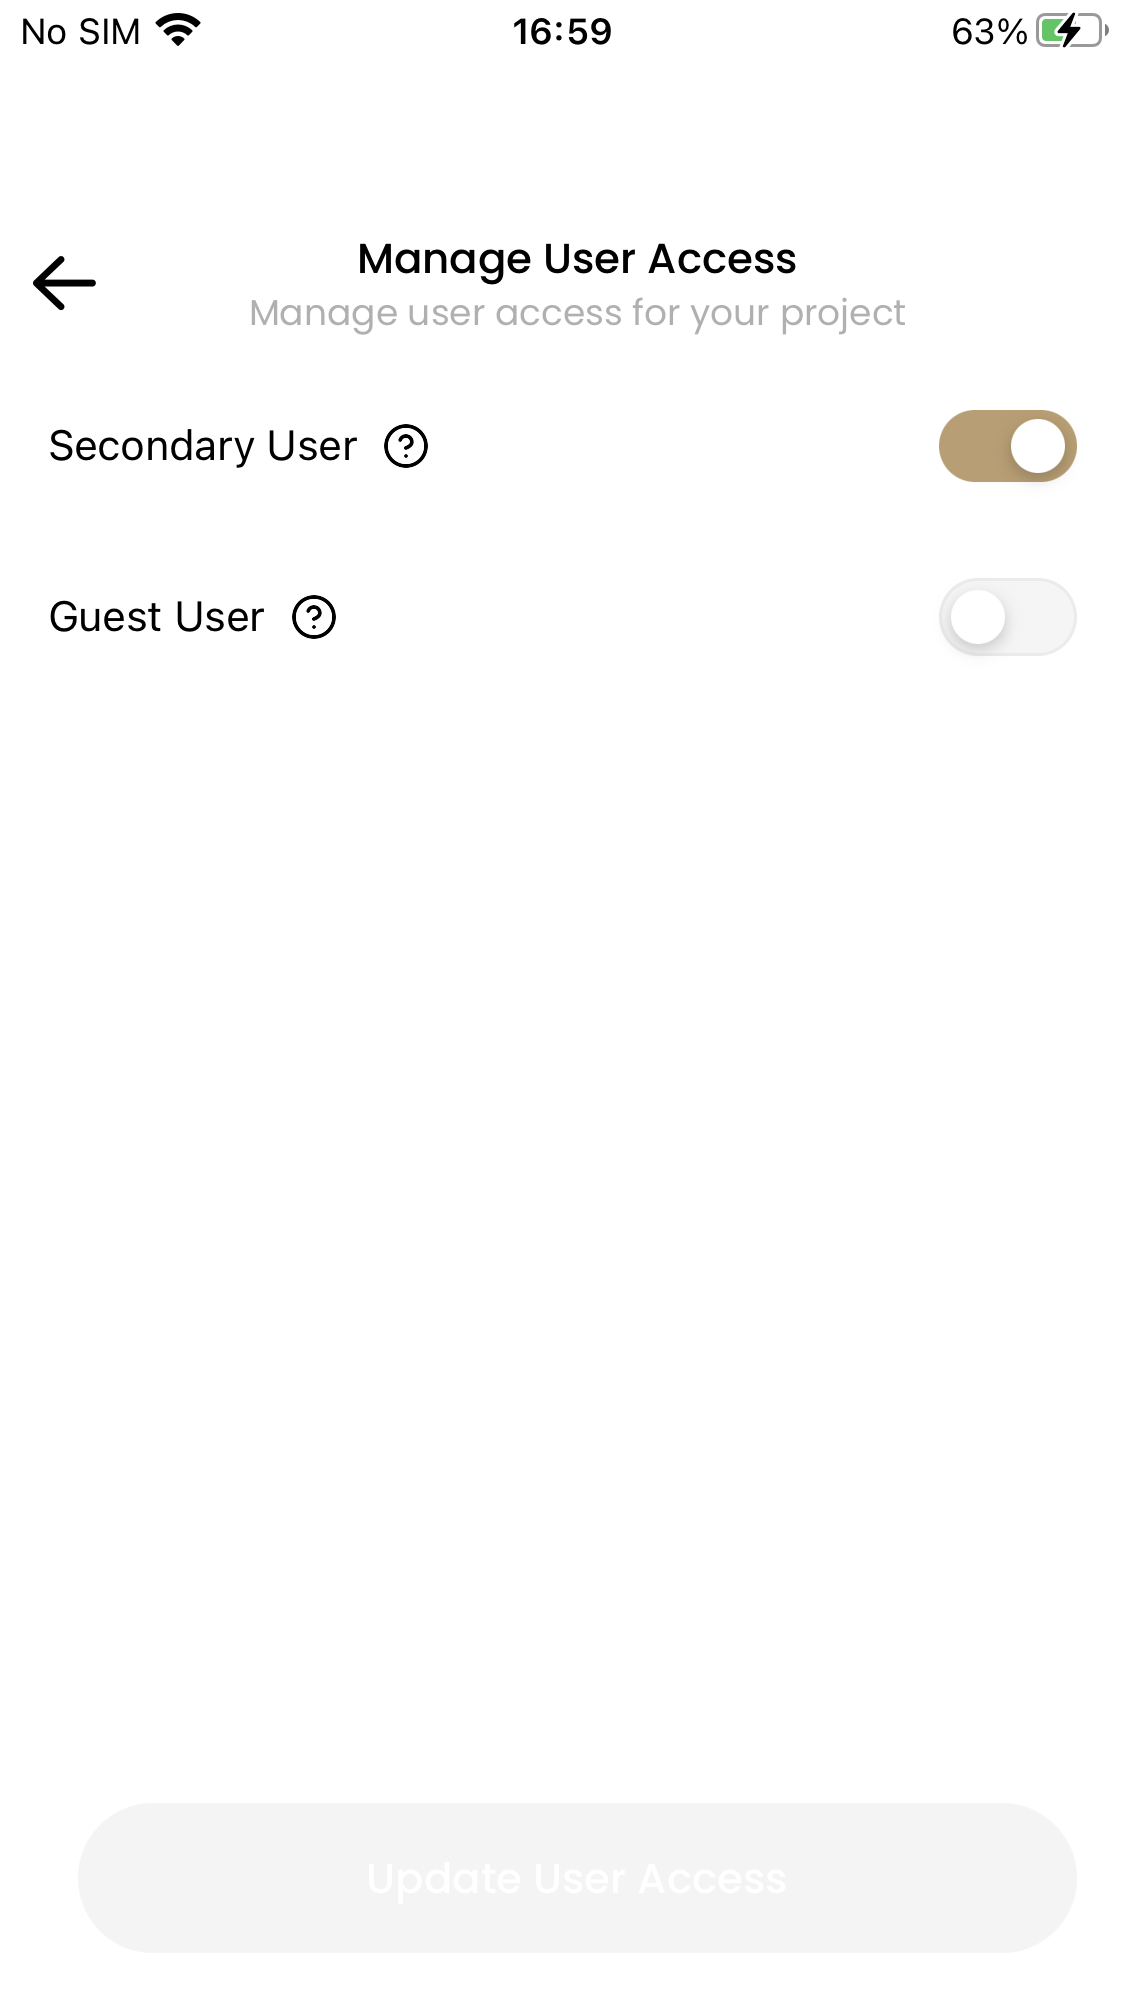 No SIM 16:59 63%
Manage User Access
Manage user access for your project
Secondary User
Guest User
Update User Access